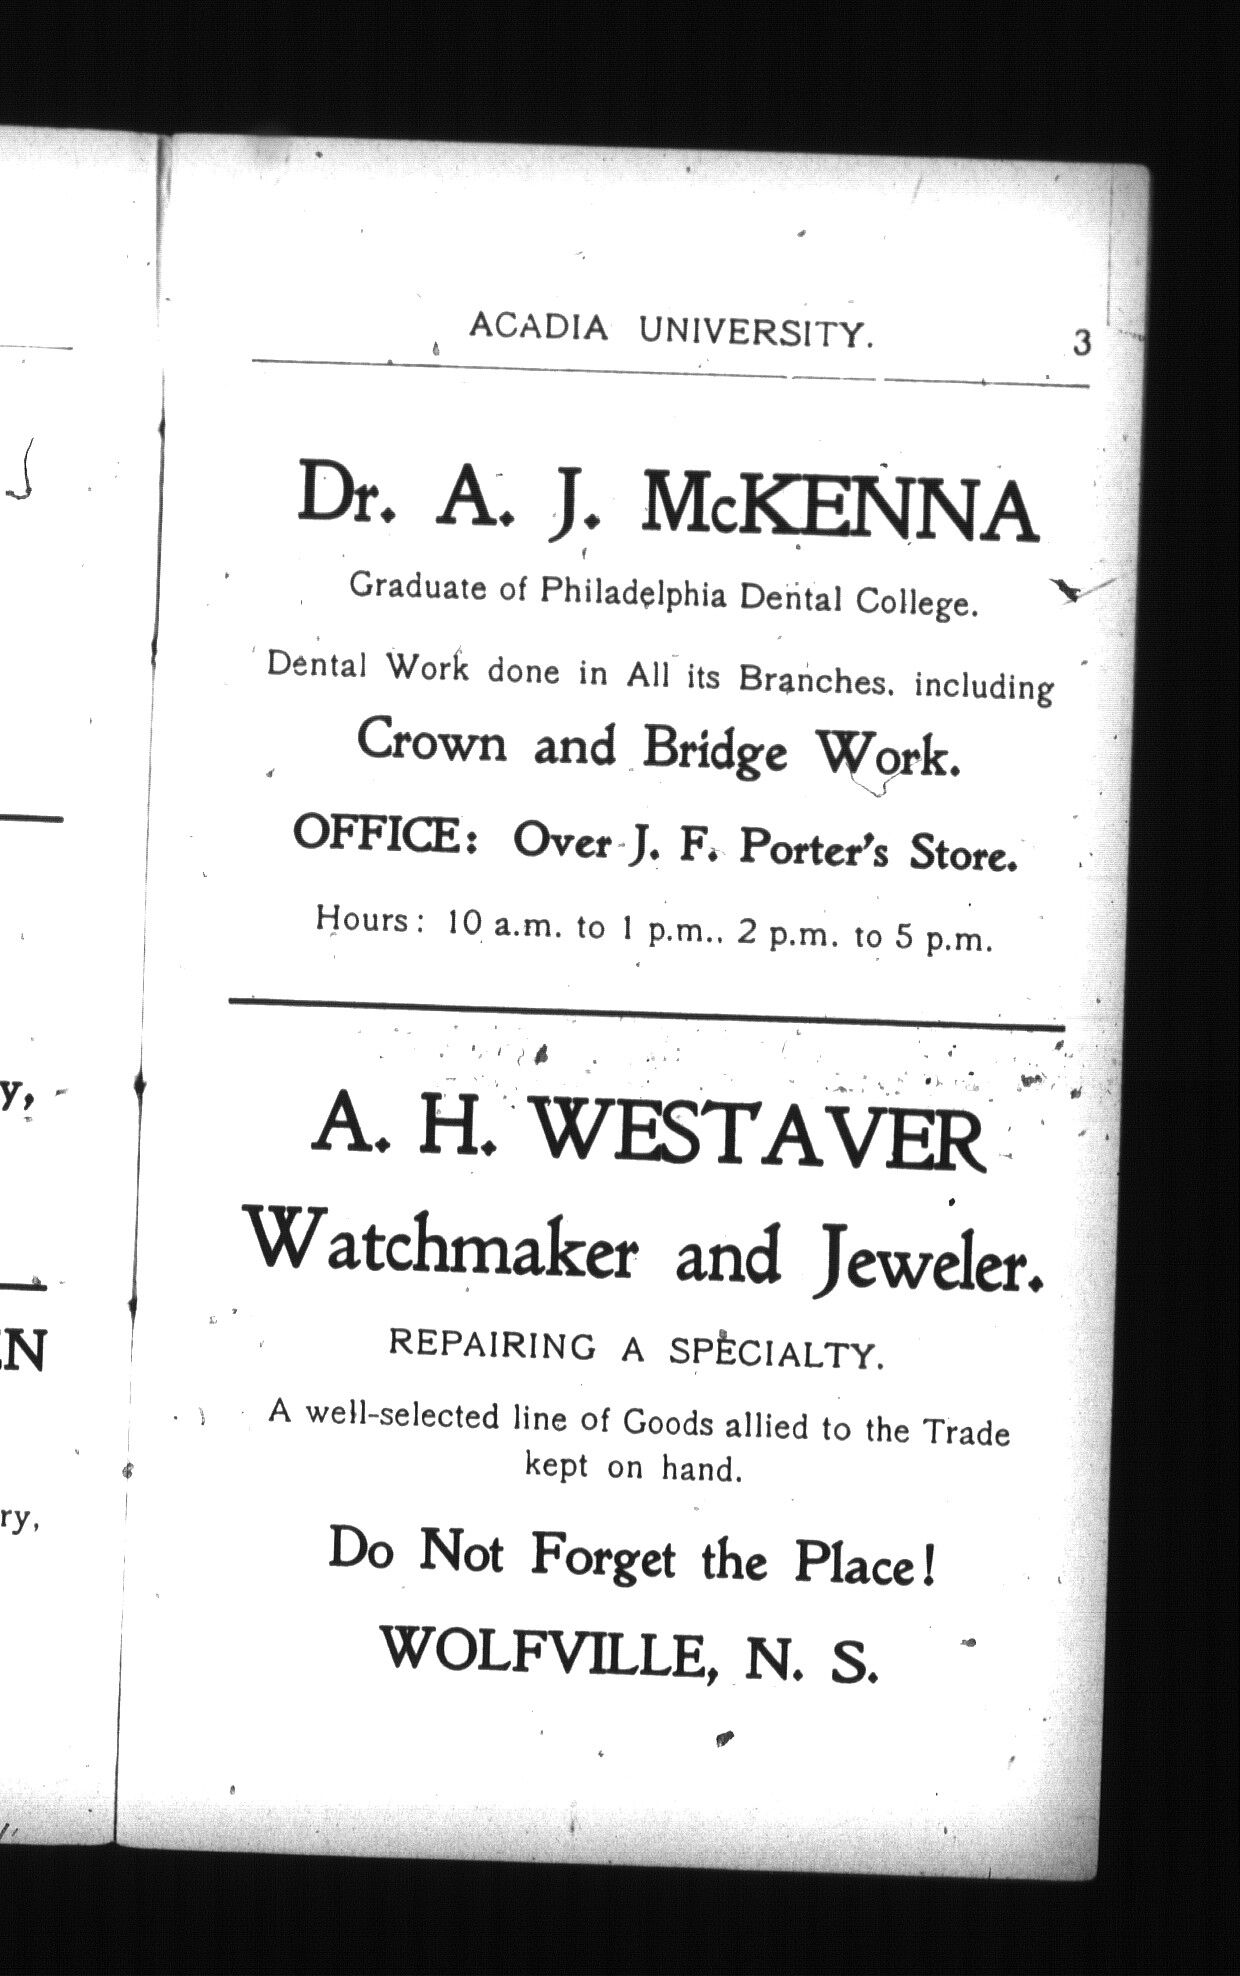 ACADIA UNIVERSITY. 3
Dr. A. J. McKENNA
Graduate of Philadelphia Dental College.
Dental Work done in All its Branches. including
Crown and Bridge Work.
OFFICE: Over J. F. Porter's Store.
Hours: 10 a.m. to 1 p.m., 2 p.m. to 5 p.m.
A. H. WESTAVER
Watchmaker and Jeweler.
REPAIRING A SPECIALTY.
A well-selected line of Goods allied to the Trade
kept on hand.
Do Not Forget the Place!
WOLFVILLE, N. S.